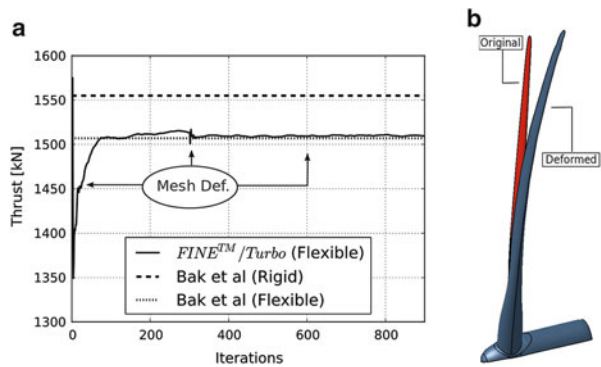 a
1600
1550
1500
1450
1400
1350
1300
Thrust [kN]
Mesh Def.
FINE™/Turbo (Flexible)
Bak et al (Rigid)
Bak et al (Flexible)
0
200
400
600
800
Iterations
b
Original
Deformed